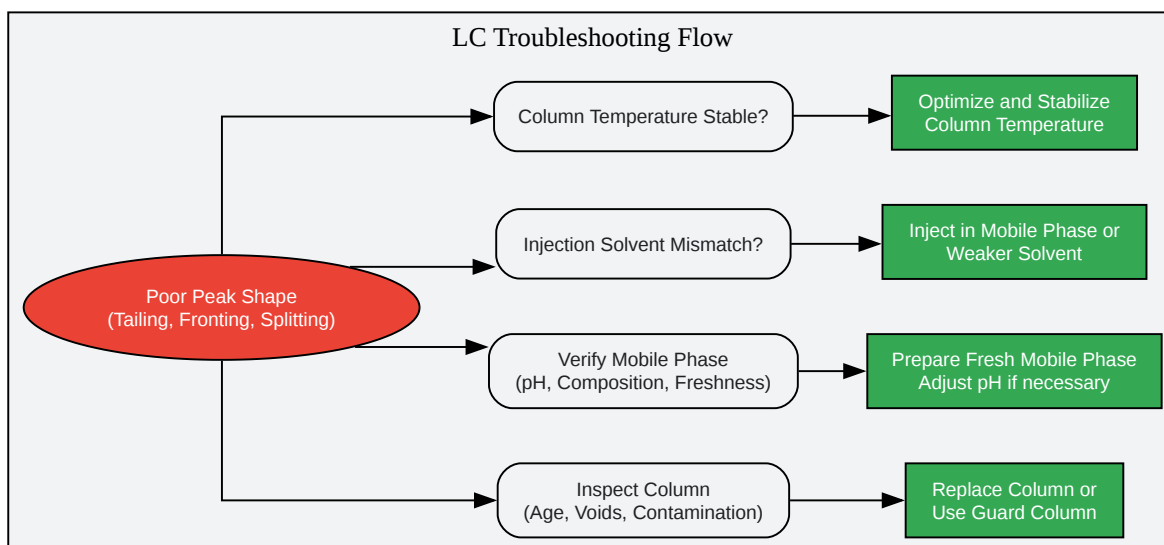 LC Troubleshooting Flow
Column Temperature Stable?
Optimize and Stabilize
Column Temperature
Injection Solvent Mismatch?
Inject in Mobile Phase or
Weaker Solvent
Poor Peak Shape
(Tailing, Fronting, Splitting)
Verify Mobile Phase
(pH, Composition, Freshness)
Prepare Fresh Mobile Phase
Adjust pH if necessary
Inspect Column
(Age, Voids, Contamination)
Replace Column or
Use Guard Column